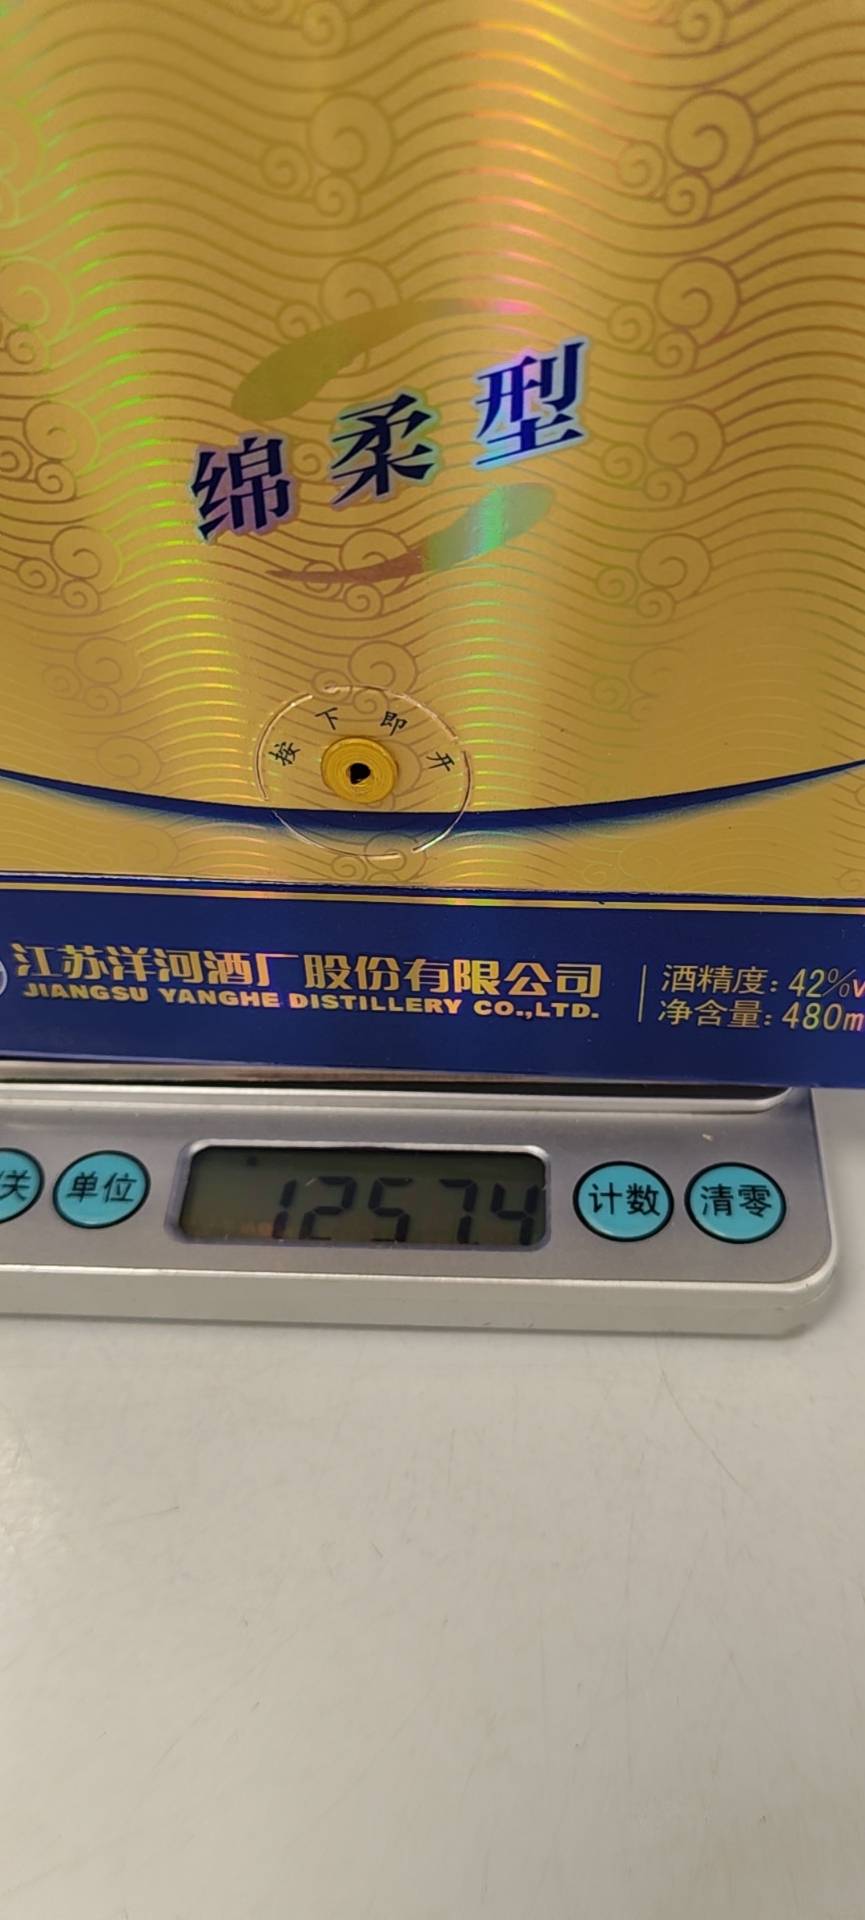 绵柔型
按下即开
江苏洋河酒厂股份有限公司
JIANGSU YANGHE DISTILLERY CO.,LTD.
酒精度：42%v
净含量：480m
关
单位
1257.4
计数
清零